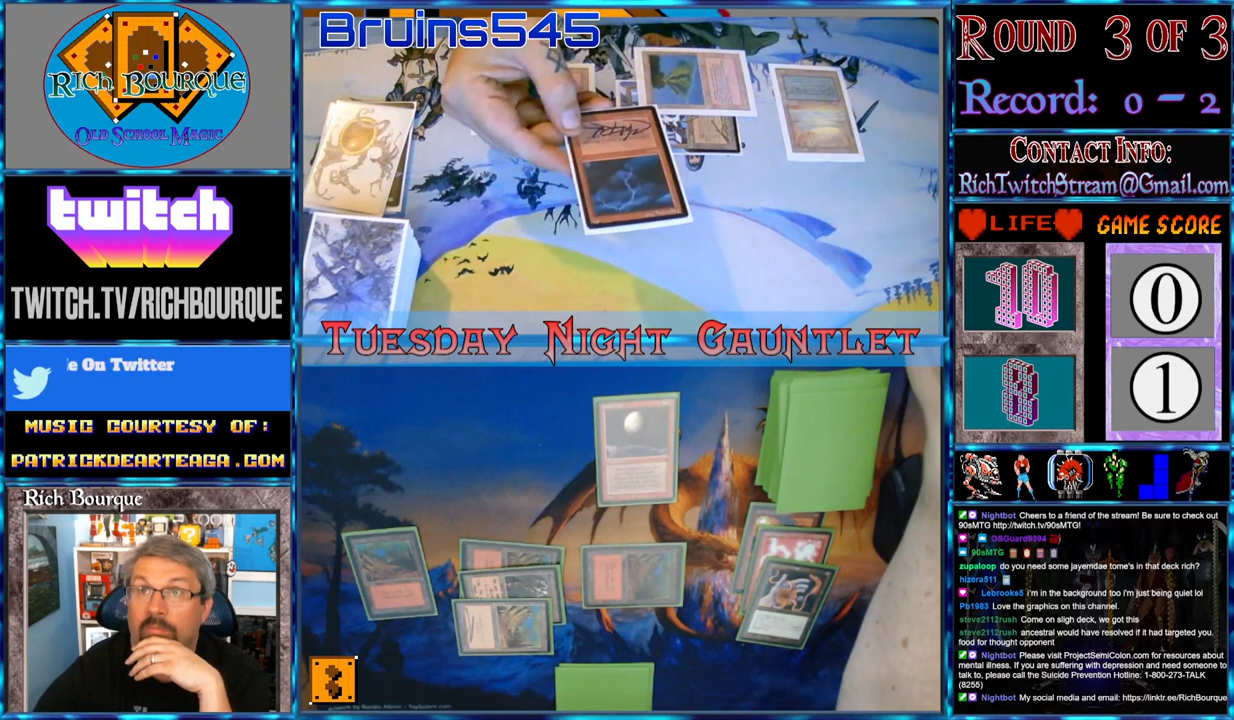 Rich Bourque
Old School Magic
twitch
TWITCH.TV/RICHBOURQUE
e On Twitter
MUSIC COURTESY OF:
PATRICKDEARTEAGA.COM
Rich Bourque
Bruins545
Tuesday Night Gauntlet
Round 3 of 3
Record: 0 - 2
Contact Info:
RichTwitchStream@Gmail.com
LIFE
GAME SCORE
10
0
8
1
Nightbot Cheers to a friend of the stream! Be sure to check out
90sMTG http://twitch.tv/90sMTG!
OSGuard9394
90sMTG
zupaloop do you need some jayemdae tome's in that deck rich?
hizera511
Lebrooks8 i'm in the background too i'm just being quiet lol
Pb1983 Love the graphics on this channel.
steve2112rush Come on sligh deck, we got this
steve2112rush ancestral would have resolved if it had targeted you.
food for thought opponent
Nightbot Please visit ProjectSemiColon.com for resources about
mental illness. If you are suffering with depression and need someone to
talk to, please call the Suicide Prevention Hotline: 1-800-273-TALK
(8255)
Nightbot My social media and email: https://linktr.ee/RichBourque